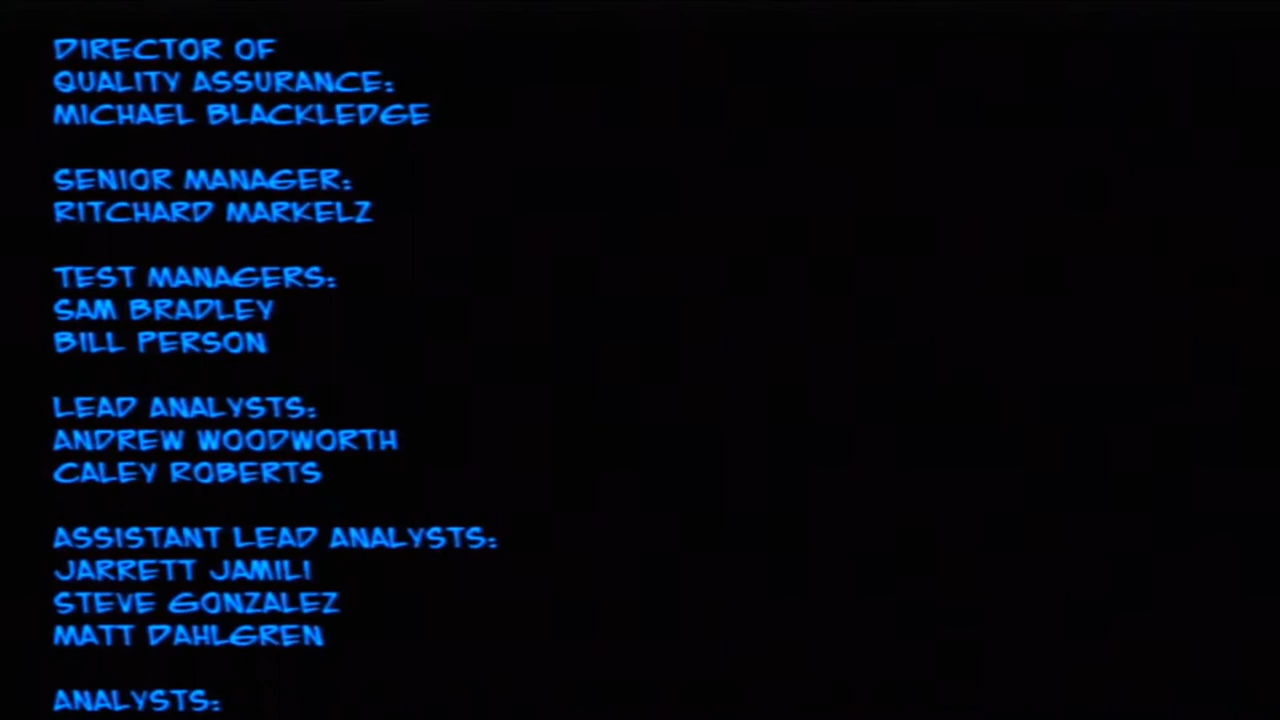 DIRECTOR OF
QUALITY ASSURANCE:
MICHAEL BLACKLEDGE
SENIOR MANAGER:
RITCHARD MARKELZ
TEST MANAGERS:
SAM BRADLEY
BILL PERSON
LEAD ANALYSTS:
ANDREW WOODWORTH
CALEY ROBERTS
ASSISTANT LEAD ANALYSTS:
JARRETT JAMILI
STEVE GONZALEZ
MATT DAHLGREN
ANALYSTS: